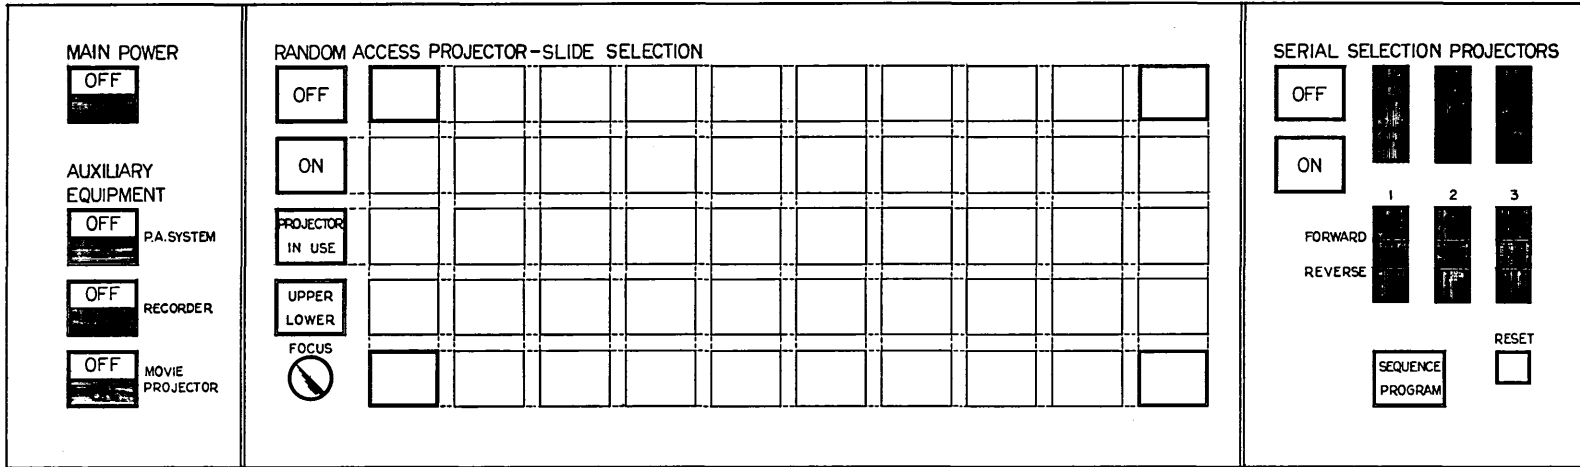 MAIN POWER
OFF
AUXILIARY
EQUIPMENT
OFF
P.A.SYSTEM
OFF
RECORDER
OFF
MOVIE
PROJECTOR
RANDOM ACCESS PROJECTOR-SLIDE SELECTION
OFF
ON
PROJECTOR
IN USE
UPPER
LOWER
FOCUS
SERIAL SELECTION PROJECTORS
OFF
ON
1 2 3
FORWARD
REVERSE
RESET
SEQUENCE
PROGRAM